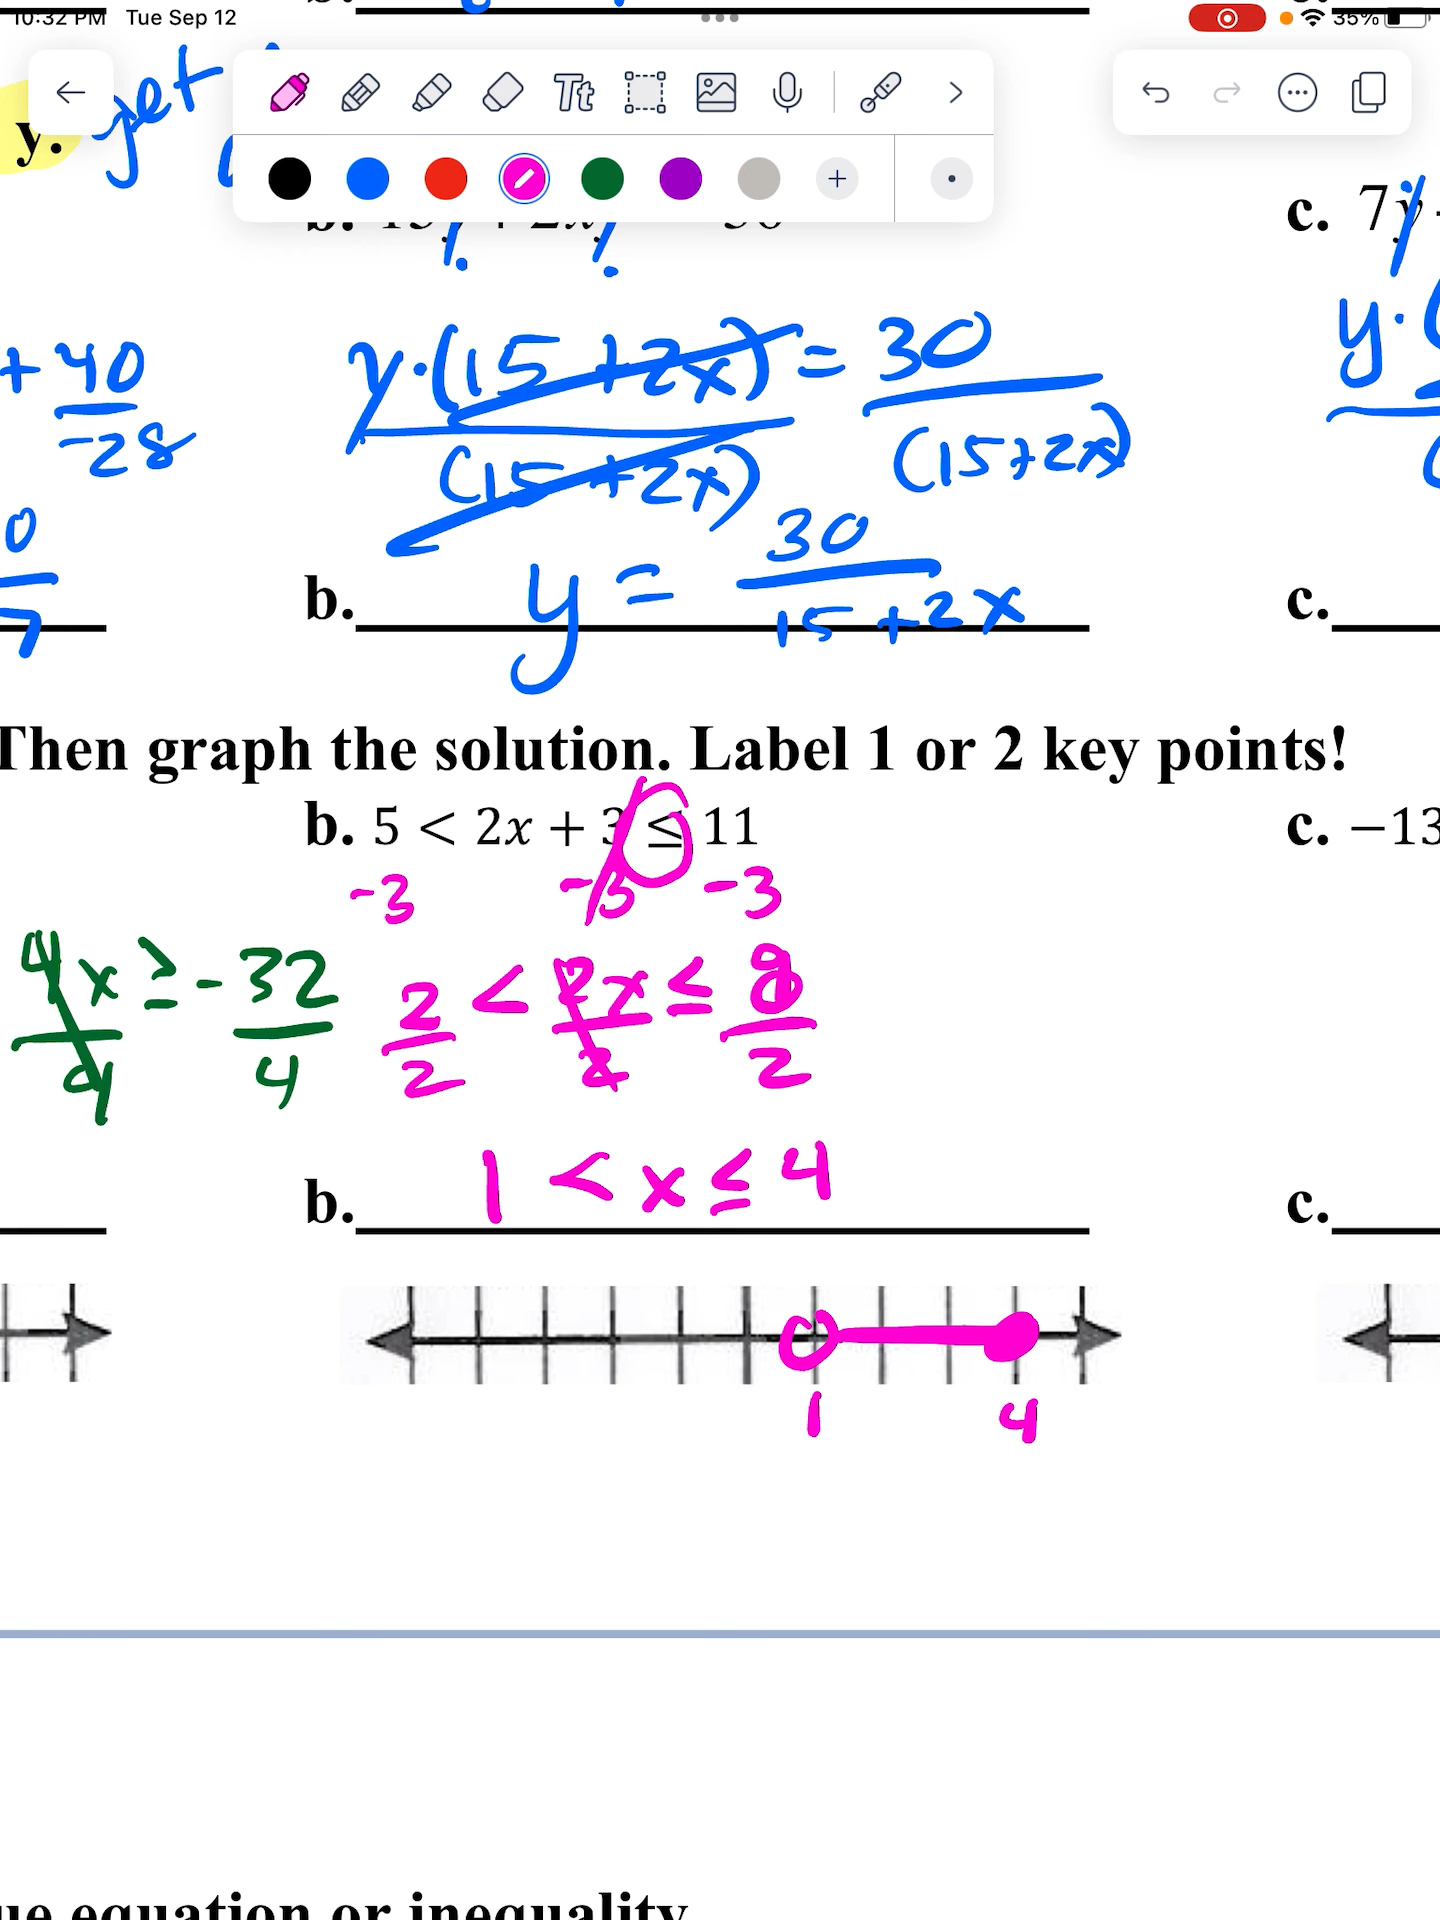 10:32 PM Tue Sep 12 35%
y. get
Tt
c. 7y
+ 40
-28
y·(15 + 2x) = 30
(15 + 2x) (15 + 2x)
y·(
0
7
b. y = 30
15 + 2x
c.
Then graph the solution. Label 1 or 2 key points!
b. 5 < 2x + 3 ≤ 11
c. −13
-3 -3 -3
4x ≥ -32
4 4
2 < 2x ≤ 8
2 2 2
b. 1 < x ≤ 4
c.
1 4
ue equation or inequality